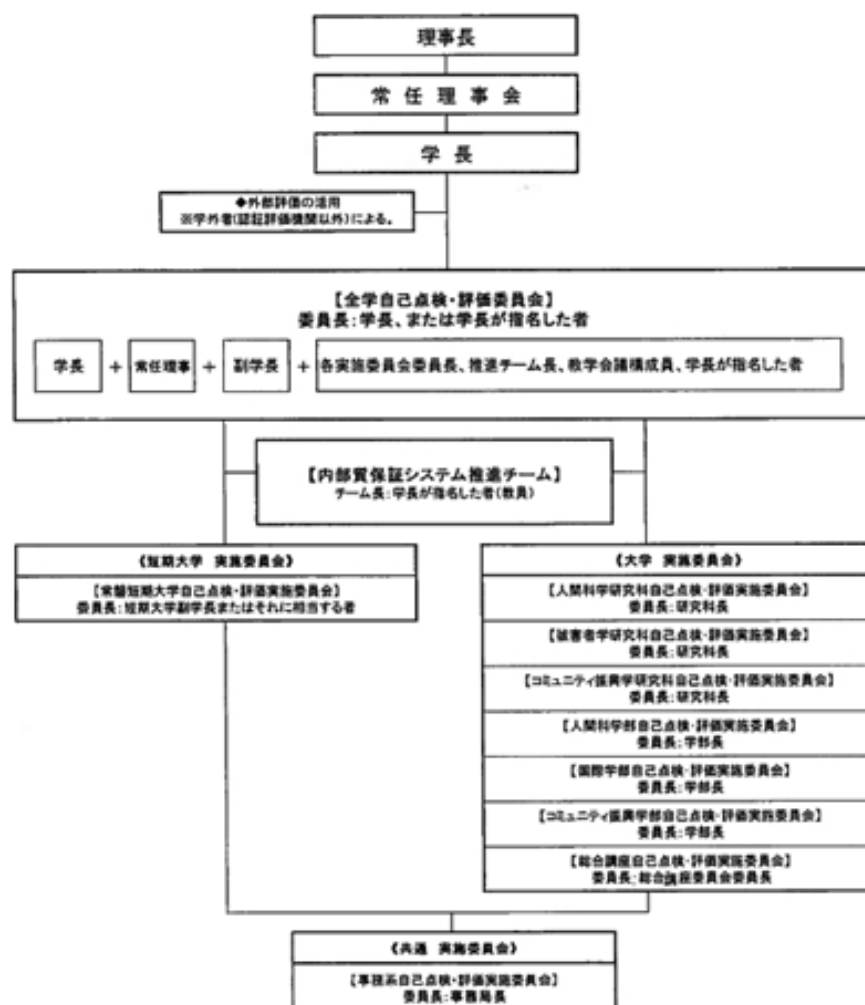 理事長
常任理事会
学長
◆外部評価の活用
※学外者(認証評価機関以外)による。
【全学自己点検・評価委員会】
委員長：学長、または学長が指名した者
学長 + 常任理事 + 副学長 + 各実施委員会委員長、推進チーム長、教学会議構成員、学長が指名した者
【内部質保証システム推進チーム】
チーム長：学長が指名した者(教員)
《短期大学 実施委員会》
【常磐短期大学自己点検・評価実施委員会】
委員長：短期大学副学長またはそれに相当する者
《大学 実施委員会》
【人間科学研究科自己点検・評価実施委員会】
委員長：研究科長
【被害者学研究科自己点検・評価実施委員会】
委員長：研究科長
【コミュニティ振興学研究科自己点検・評価実施委員会】
委員長：研究科長
【人間科学部自己点検・評価実施委員会】
委員長：学部長
【国際学部自己点検・評価実施委員会】
委員長：学部長
【コミュニティ振興学部自己点検・評価実施委員会】
委員長：学部長
【総合講座自己点検・評価実施委員会】
委員長：総合講座委員会委員長
《共通 実施委員会》
【事務系自己点検・評価実施委員会】
委員長：事務局長